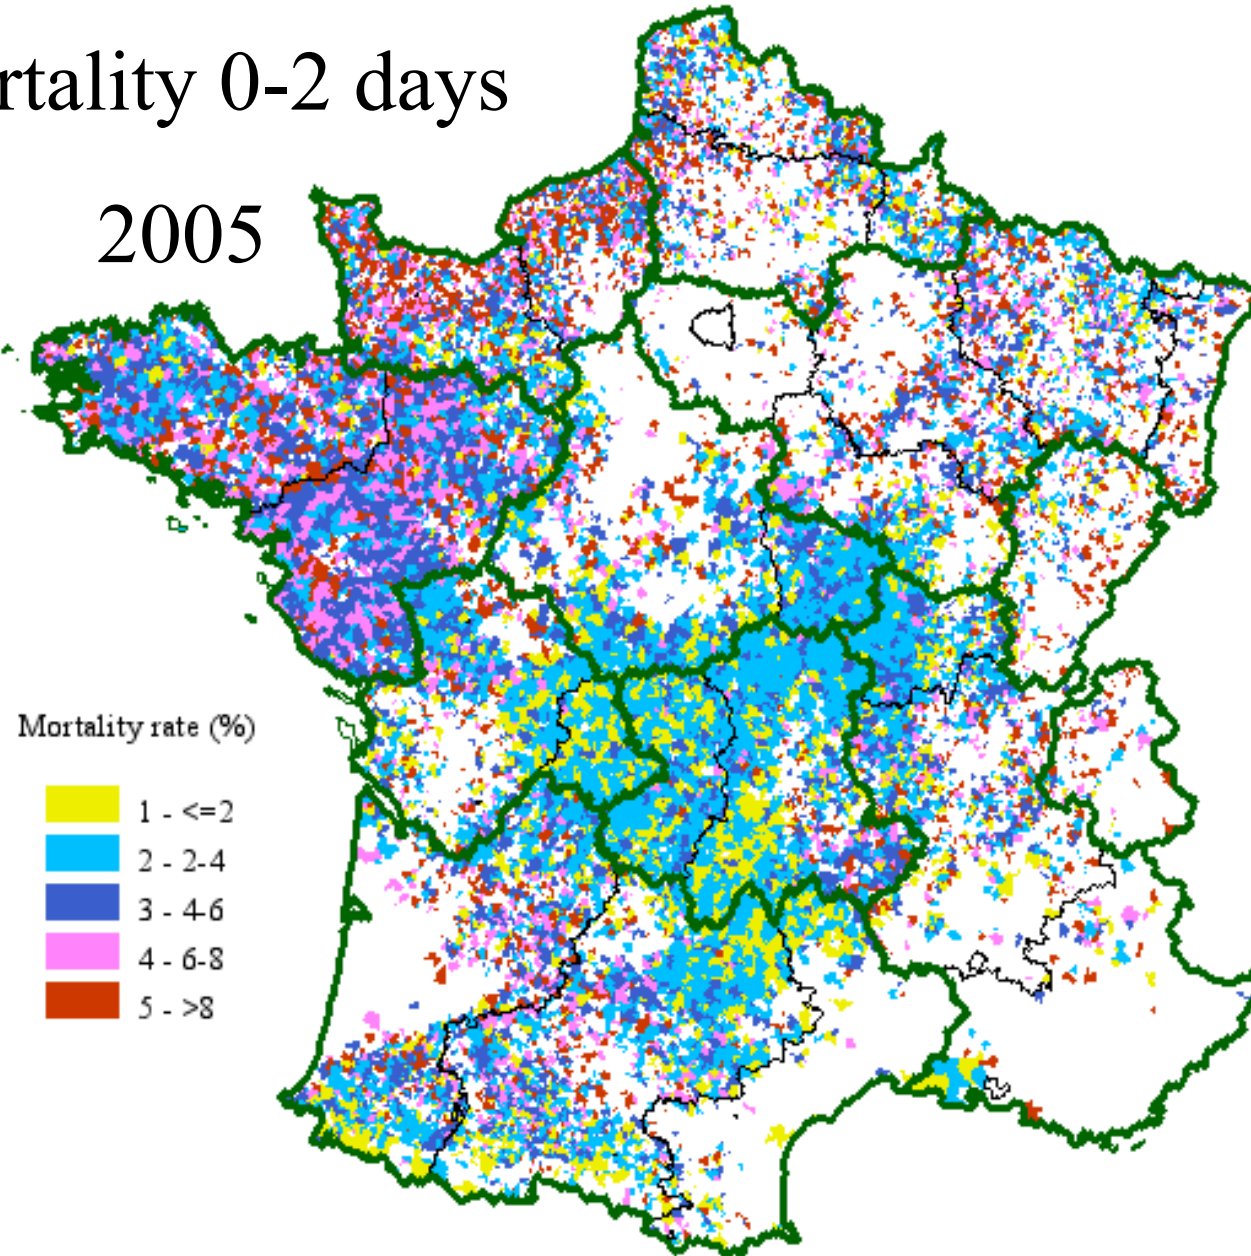 rtality 0-2 days
2005
Mortality rate (%)
1 - <=2
2 - 2-4
3 - 4-6
4 - 6-8
5 - >8